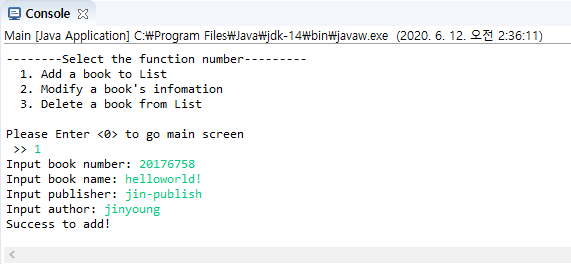 Console
Main [Java Application] C:₩Program Files₩Java₩jdk-14₩bin₩javaw.exe (2020. 6. 12. 오전 2:36:11)
--------Select the function number---------
1. Add a book to List
2. Modify a book's infomation
3. Delete a book from List
Please Enter <0> to go main screen
>> 1
Input book number: 20176758
Input book name: helloworld!
Input publisher: jin-publish
Input author: jinyoung
Success to add!